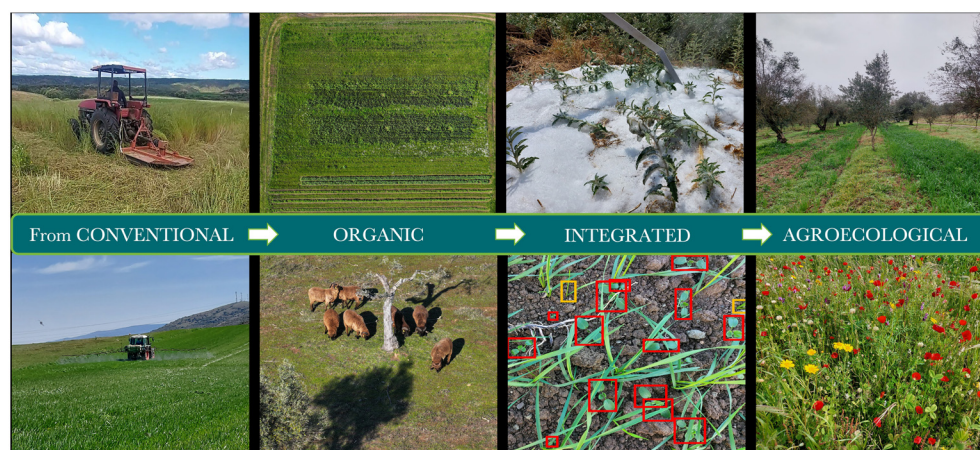 From CONVENTIONAL
ORGANIC
INTEGRATED
AGROECOLOGICAL